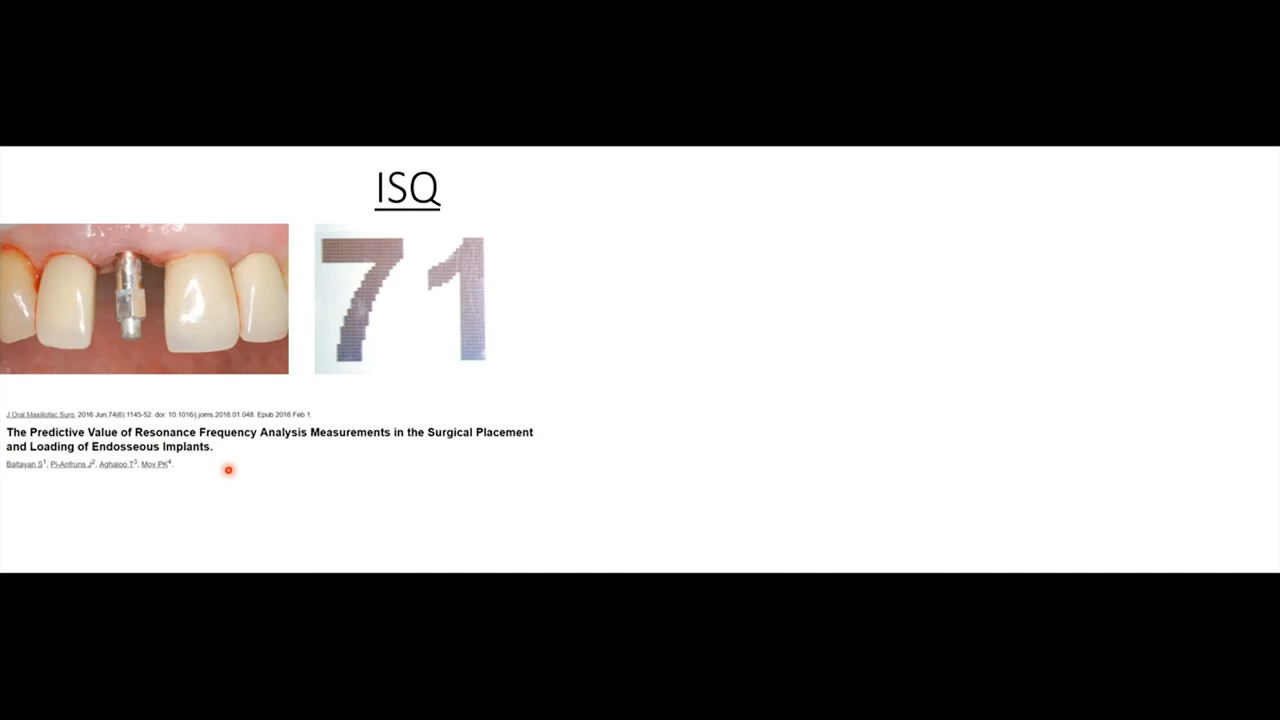 ISQ
71
J Oral Maxillofac Surg. 2016 Jun;74(6):1145-52. doi: 10.1016/j.joms.2016.01.048. Epub 2016 Feb 1.
The Predictive Value of Resonance Frequency Analysis Measurements in the Surgical Placement
and Loading of Endosseous Implants.
Baltayan S1, Pi-Anfruns J2, Aghaloo T3, Moy PK4.